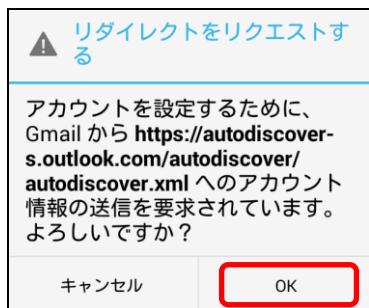 リダイレクトをリクエストす
る
アカウントを設定するために、
Gmail から https://autodiscover-
s.outlook.com/autodiscover/
autodiscover.xml へのアカウント
情報の送信を要求されています。
よろしいですか？
キャンセル
OK